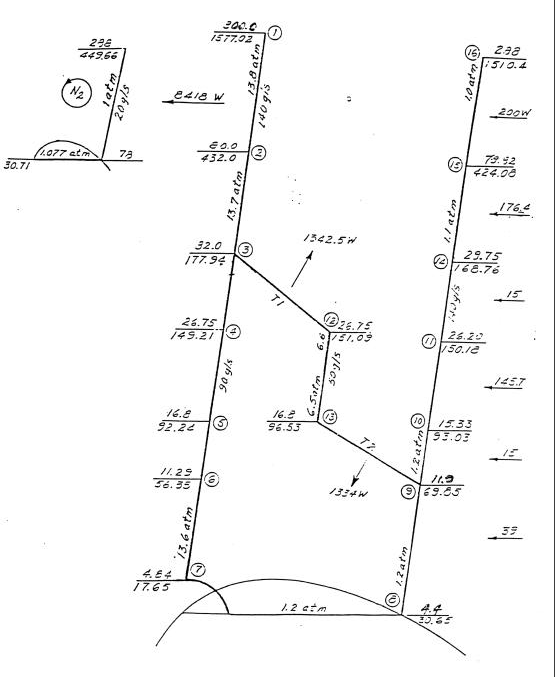 300.0 ①
1577.02
13.8 atm
140 g/s
298
449.66
1 atm
20 g/s
N2
8418 W
1.077 atm
30.71
78
80.0 ②
432.0
13.7 atm
32.0 ③
177.94
1342.5 W
T1
26.75 ④
149.21
90 g/s
⑫ 26.75
151.09
6.6
50 g/s
6.5 atm
16.8 ⑤
92.24
16.8 ⑬
96.53
T2
1334 W
11.29 ⑥
56.35
13.6 atm
4.84 ⑦
17.65
1.2 atm
⑯ 298
1510.4
1.0 atm
200 W
⑮ 79.92
424.08
1.1 atm
176.4
⑭ 29.75
168.76
15
⑪ 26.20
150.18
145.7
⑩ 15.33
93.03
1.2 atm
15
⑨ 11.9
69.85
39
1.2 atm
⑧ 4.4
30.65